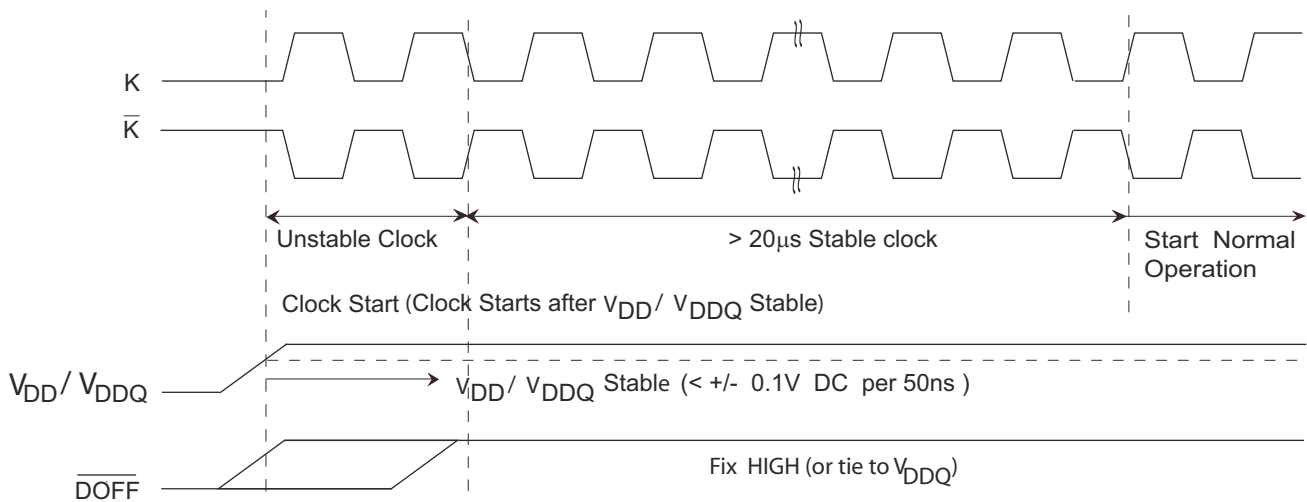 K
K̅
Unstable Clock
> 20μs Stable clock
Start Normal
Operation
Clock Start (Clock Starts after VDD / VDDQ Stable)
VDD / VDDQ
VDD / VDDQ Stable (< +/- 0.1V DC per 50ns )
DOFF
Fix HIGH (or tie to VDDQ)